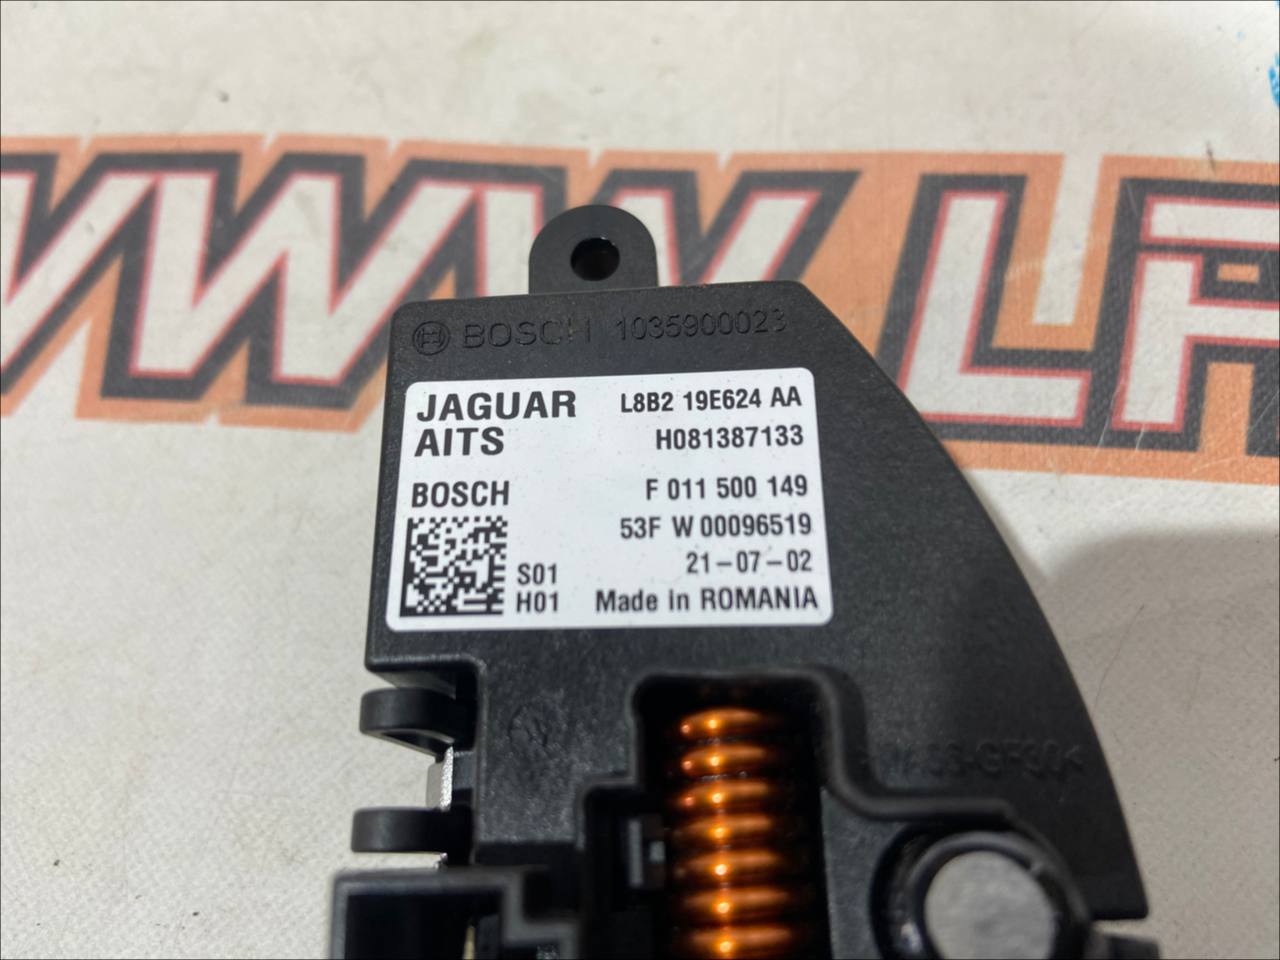 WWW.LR
BOSCH 1035900023
JAGUAR L8B2 19E624 AA
AITS H081387133
BOSCH F 011 500 149
53F W 00096519
S01 21-07-02
H01 Made in ROMANIA